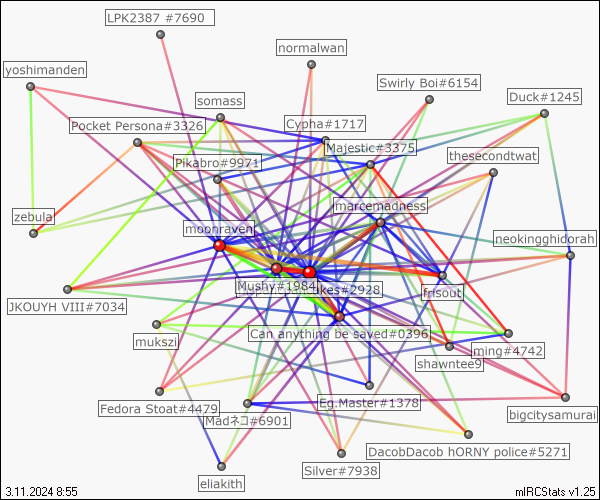 LPK2387 #7690
normalwan
yoshimanden
Swirly Boi#6154
somass
Duck#1245
Pocket Persona#3326
Cypha#1717
Majestic#3375
Pikabro#9971
thesecondtwat
marcemadness
zebula
moonraven
neokingghidorah
Mushy#1984
kes#2928
frisout
JKOUYH VIII#7034
Can anything be saved#0396
mukszi
ming#4742
shawntee9
Fedora Stoat#4479
Eg.Master#1378
Madネコ#6901
bigcitysamurai
DacobDacob hORNY police#5271
Silver#7938
eliakith
3.11.2024 8:55
mIRCStats v1.25